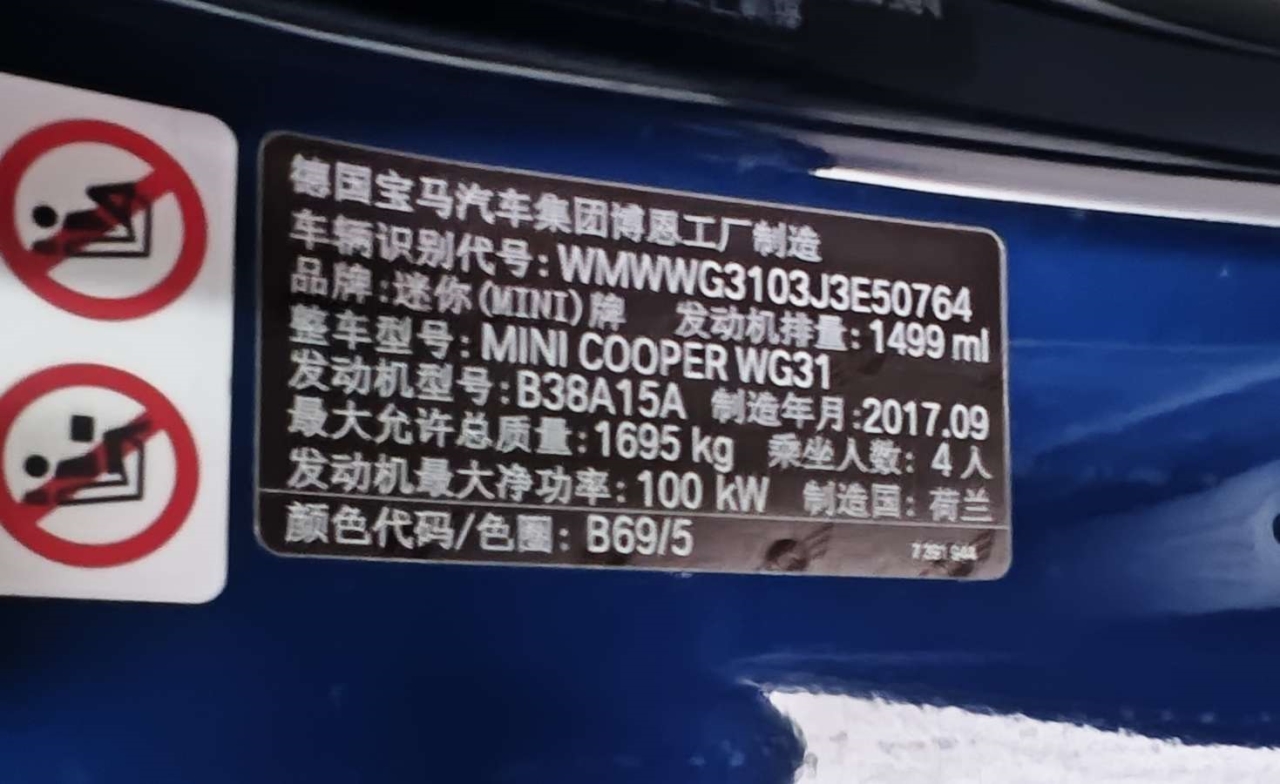 德国宝马汽车集团博恩工厂制造
车辆识别代号: WMWWG3103J3E50764
品牌:迷你(MINI)牌 发动机排量: 1499 ml
整车型号: MINI COOPER WG31
发动机型号: B38A15A 制造年月:2017.09
最大允许总质量: 1695 kg 乘坐人数: 4人
发动机最大净功率: 100 kW 制造国: 荷兰
颜色代码/色圈: B69/5
7 391 944